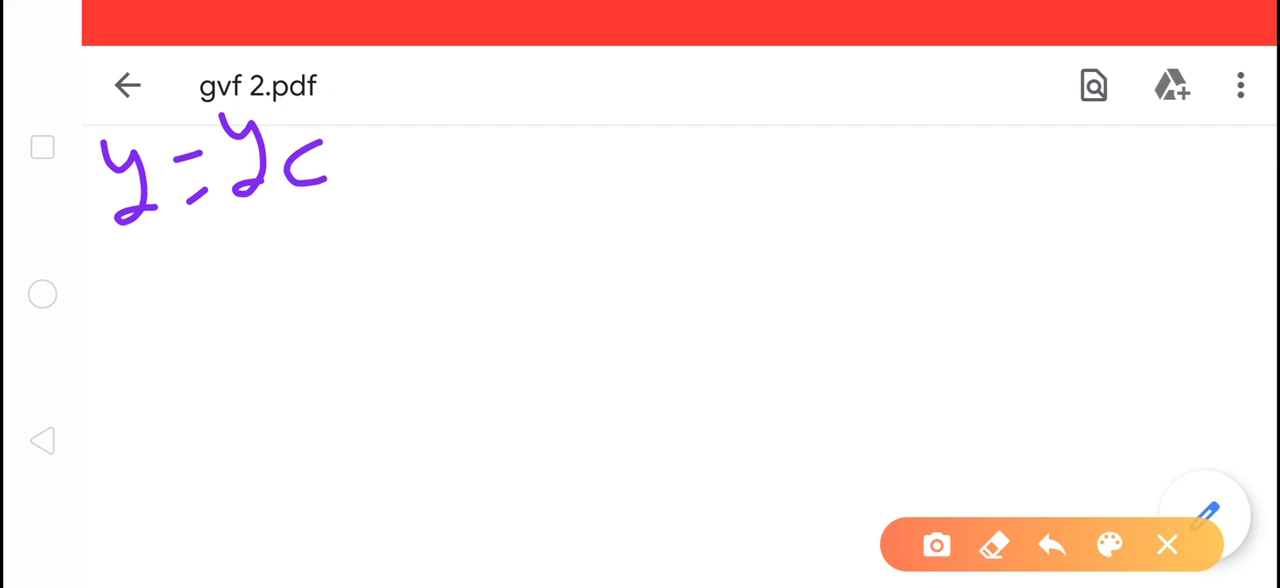 gvf 2.pdf
y = yc